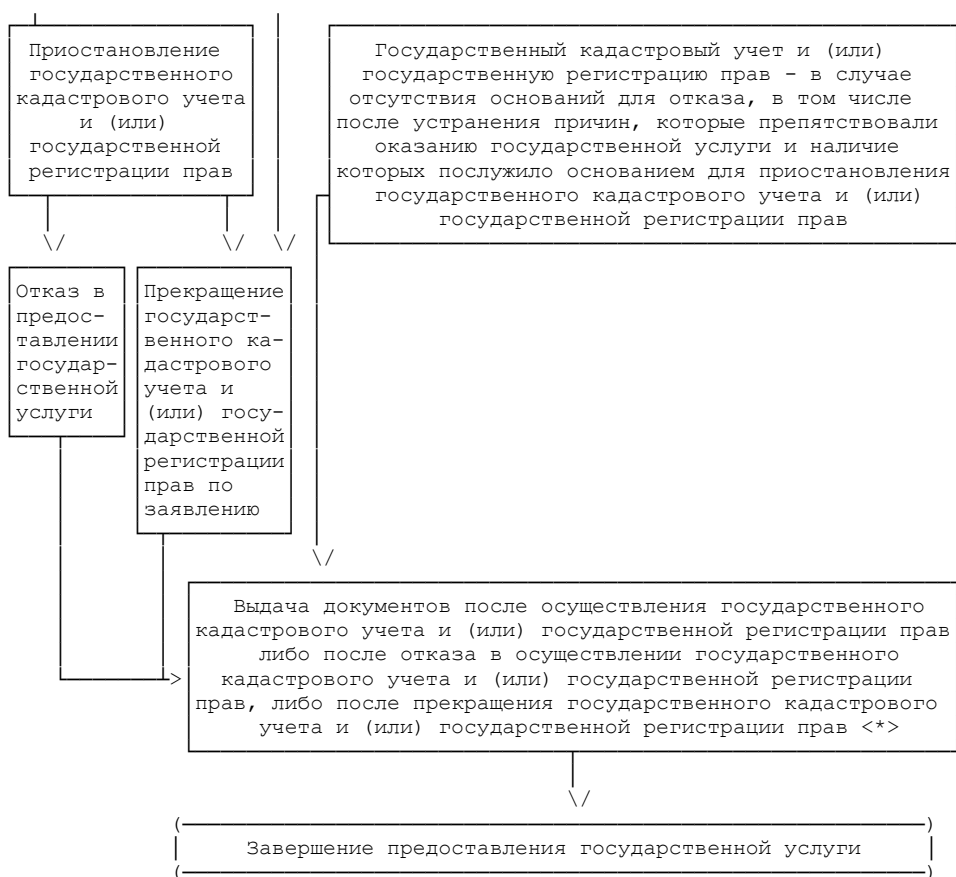 Приостановление
государственного
кадастрового учета
и (или)
государственной
регистрации прав
Государственный кадастровый учет и (или)
государственную регистрацию прав - в случае
отсутствия оснований для отказа, в том числе
после устранения причин, которые препятствовали
оказанию государственной услуги и наличие
которых послужило основанием для приостановления
государственного кадастрового учета и (или)
государственной регистрации прав
Отказ в
предос-
тавлении
государ-
ственной
услуги
Прекращение
государст-
венного ка-
дастрового
учета и
(или) госу-
дарственной
регистрации
прав по
заявлению
Выдача документов после осуществления государственного
кадастрового учета и (или) государственной регистрации прав
либо после отказа в осуществлении государственного
кадастрового учета и (или) государственной регистрации
прав, либо после прекращения государственного кадастрового
учета и (или) государственной регистрации прав <*>
Завершение предоставления государственной услуги